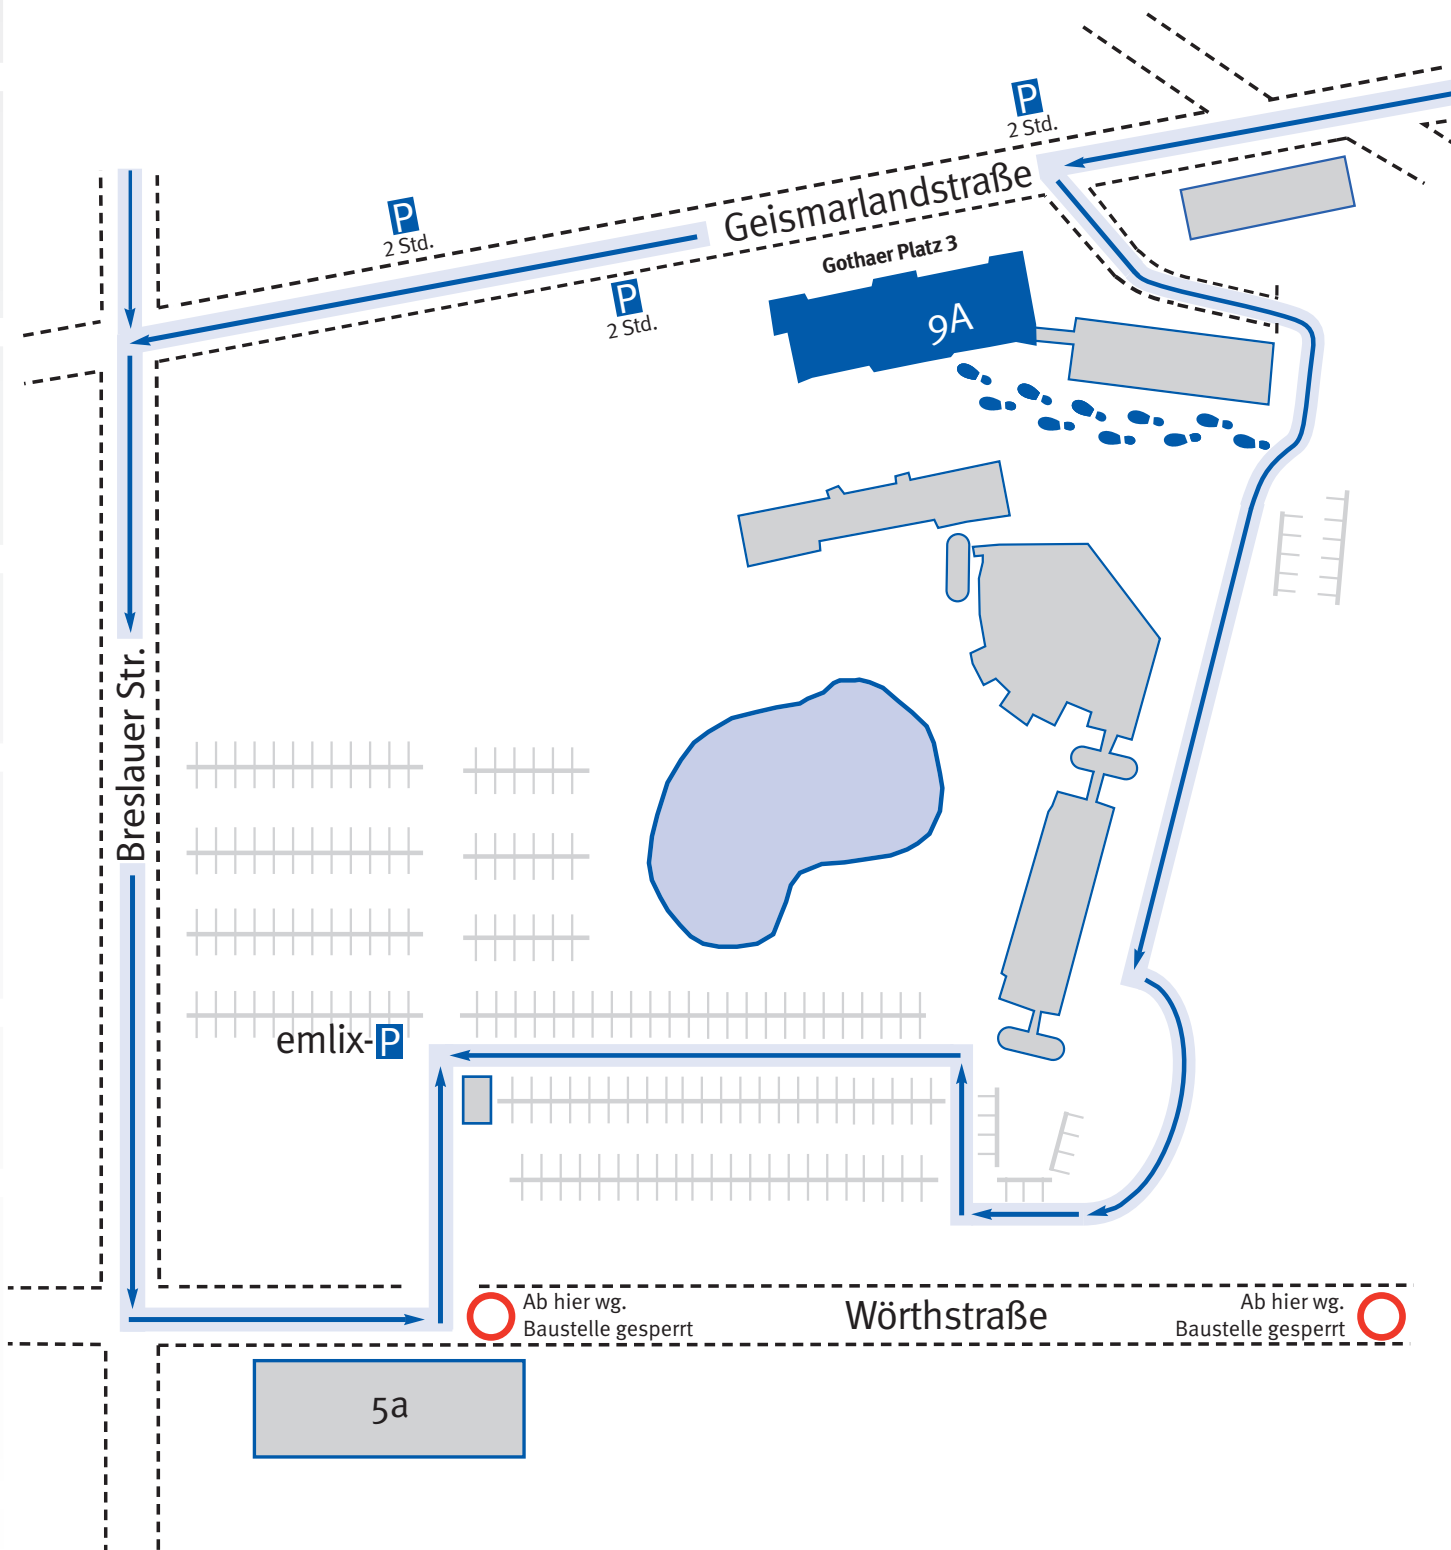 P
2 Std.
Geismarlandstraße
P
2 Std.
Gothaer Platz 3
P
2 Std.
9A
Breslauer Str.
emlix-P
Ab hier wg.
Baustelle gesperrt
Wörthstraße
Ab hier wg.
Baustelle gesperrt
5a